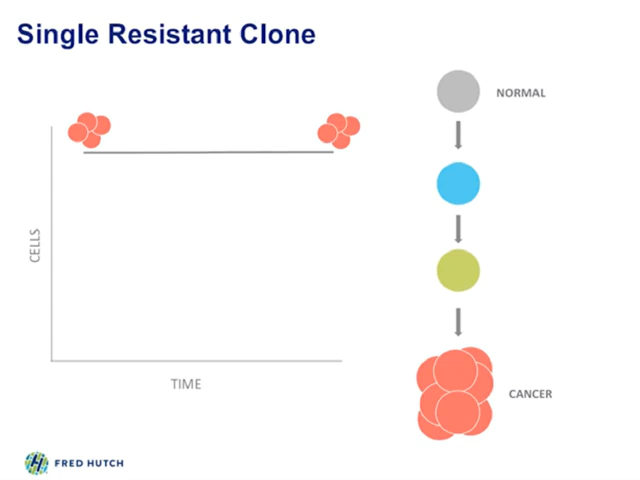 Single Resistant Clone
NORMAL
CELLS
TIME
CANCER
FRED HUTCH